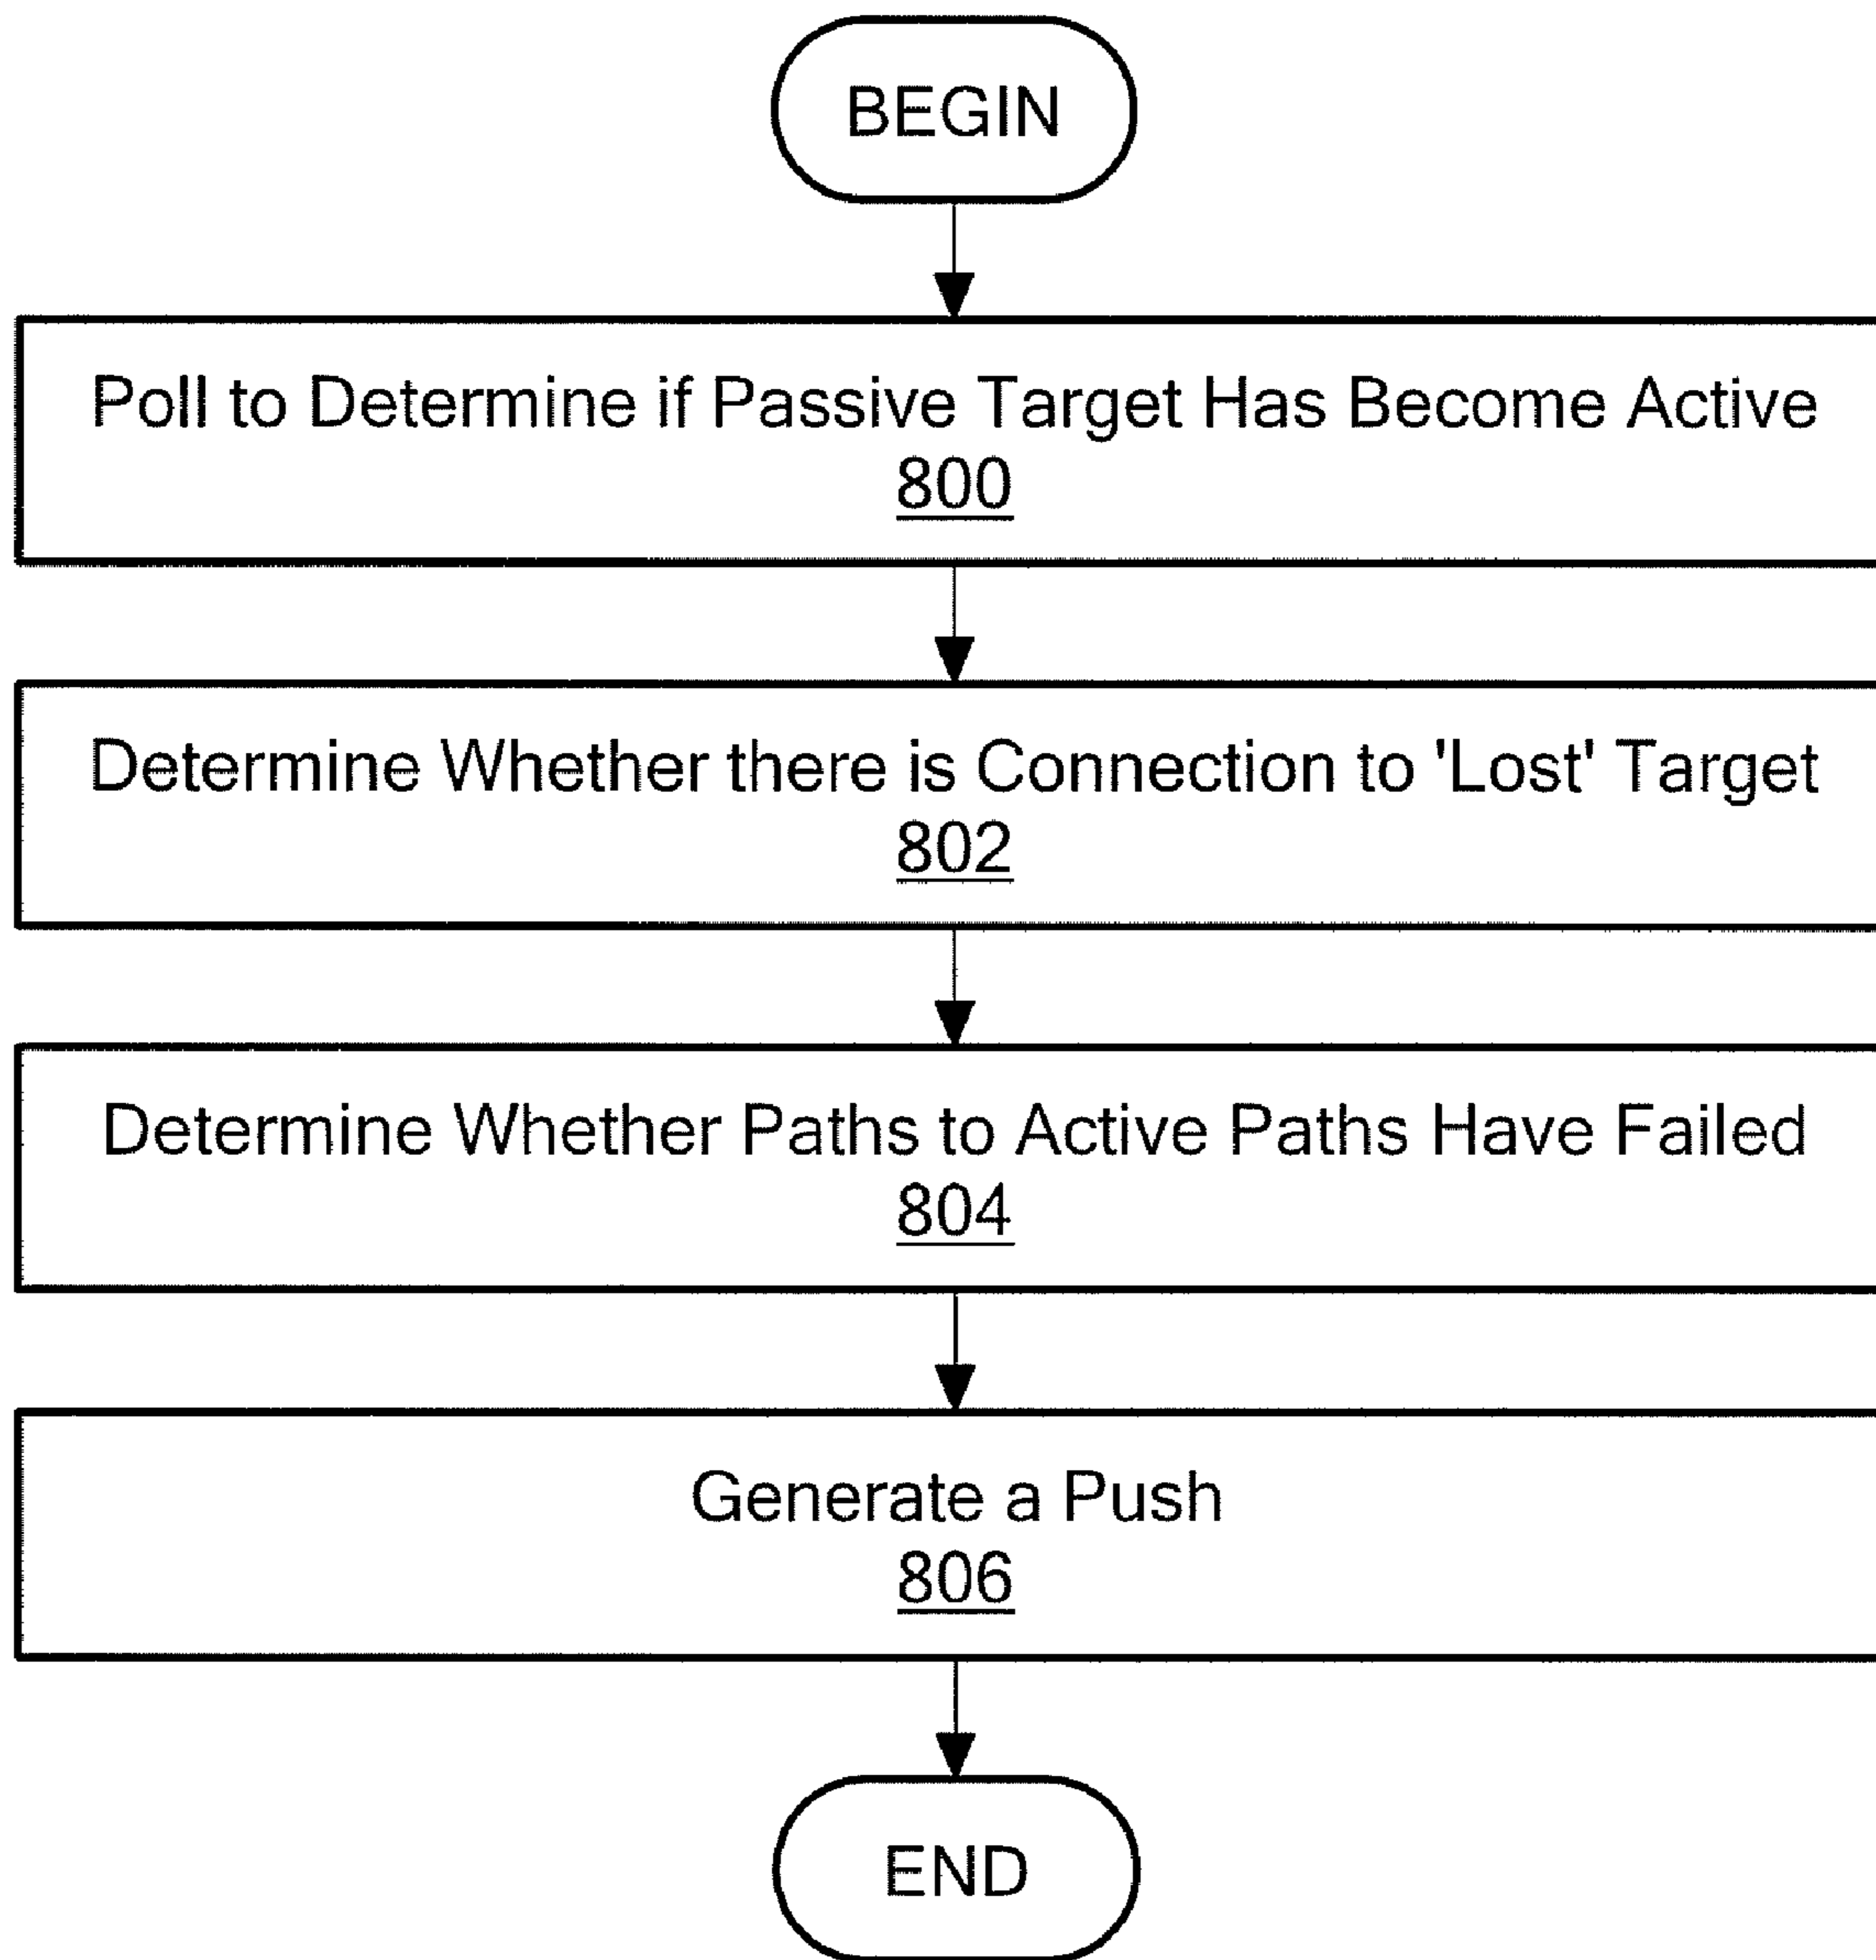 BEGIN
Poll to Determine if Passive Target Has Become Active
800
Determine Whether there is Connection to 'Lost' Target
802
Determine Whether Paths to Active Paths Have Failed
804
Generate a Push
806
END